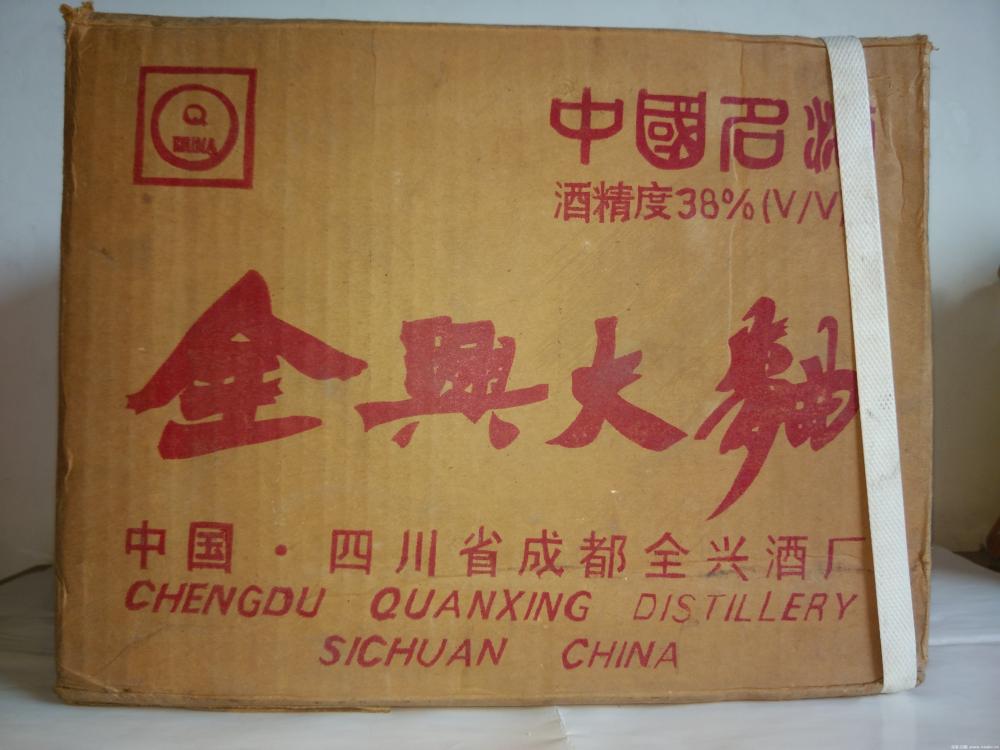 Q
CHINA
中國名酒
酒精度38%(V/V)
全興大麯
中国·四川省成都全兴酒厂
CHENGDU QUANXING DISTILLERY
SICHUAN CHINA